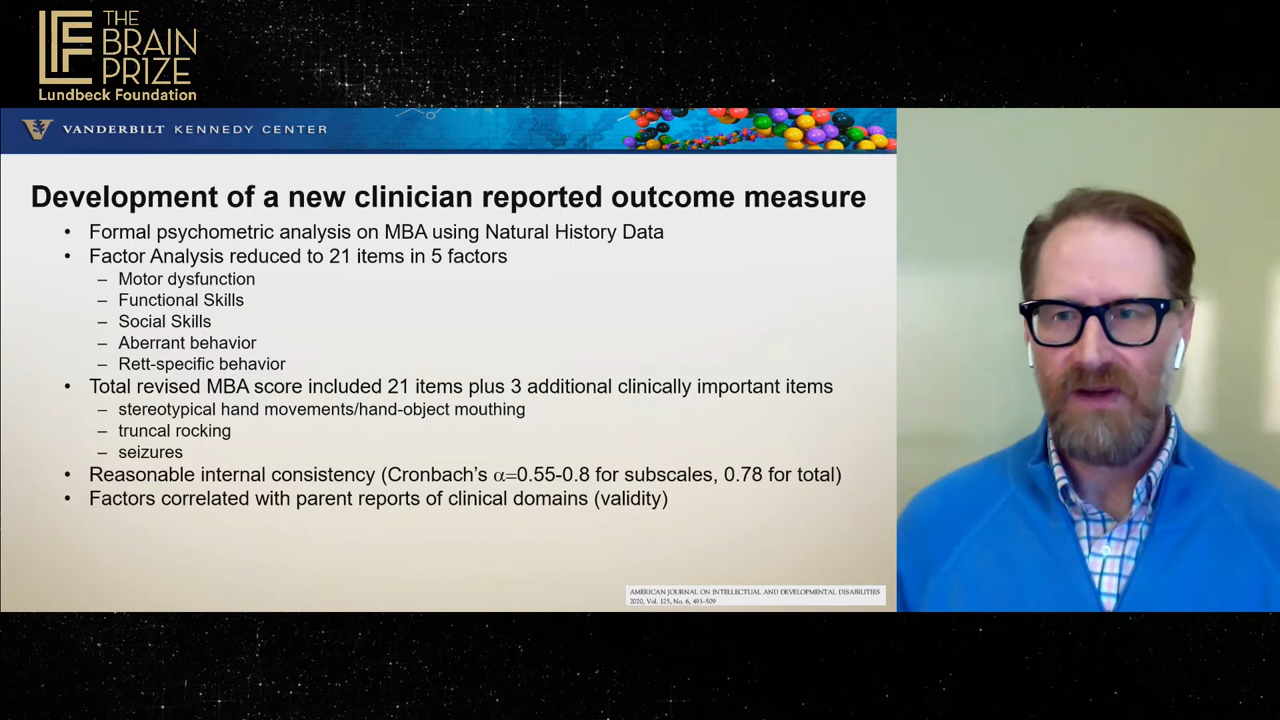 THE
BRAIN
PRIZE
Lundbeck Foundation
VANDERBILT KENNEDY CENTER
Development of a new clinician reported outcome measure
• Formal psychometric analysis on MBA using Natural History Data
• Factor Analysis reduced to 21 items in 5 factors
– Motor dysfunction
– Functional Skills
– Social Skills
– Aberrant behavior
– Rett-specific behavior
• Total revised MBA score included 21 items plus 3 additional clinically important items
– stereotypical hand movements/hand-object mouthing
– truncal rocking
– seizures
• Reasonable internal consistency (Cronbach's α=0.55-0.8 for subscales, 0.78 for total)
• Factors correlated with parent reports of clinical domains (validity)
AMERICAN JOURNAL ON INTELLECTUAL AND DEVELOPMENTAL DISABILITIES
2020, Vol. 125, No. 6, 493–509